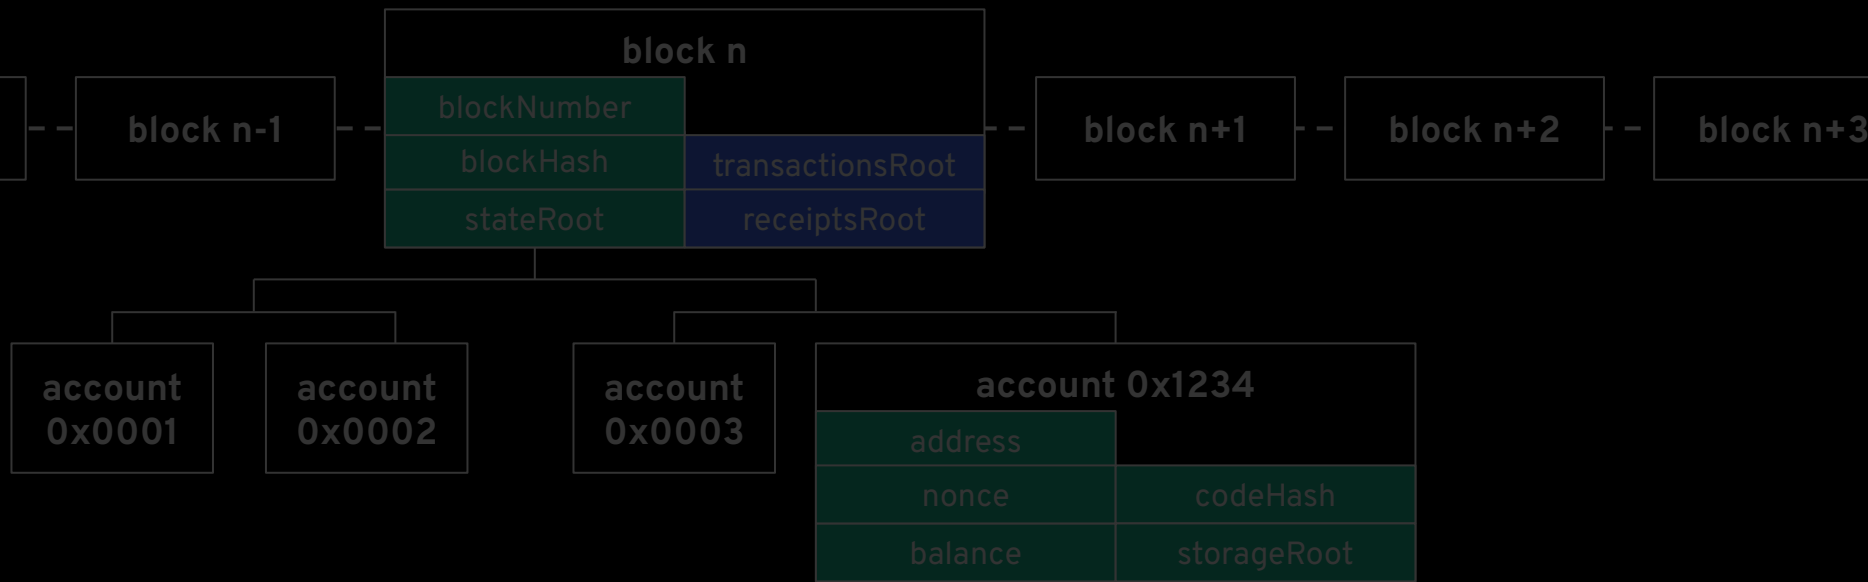 block n
blockNumber
blockHash
transactionsRoot
stateRoot
receiptsRoot
block n-1
block n+1
block n+2
block n+3
account
0x0001
account
0x0002
account
0x0003
account 0x1234
address
nonce
codeHash
balance
storageRoot